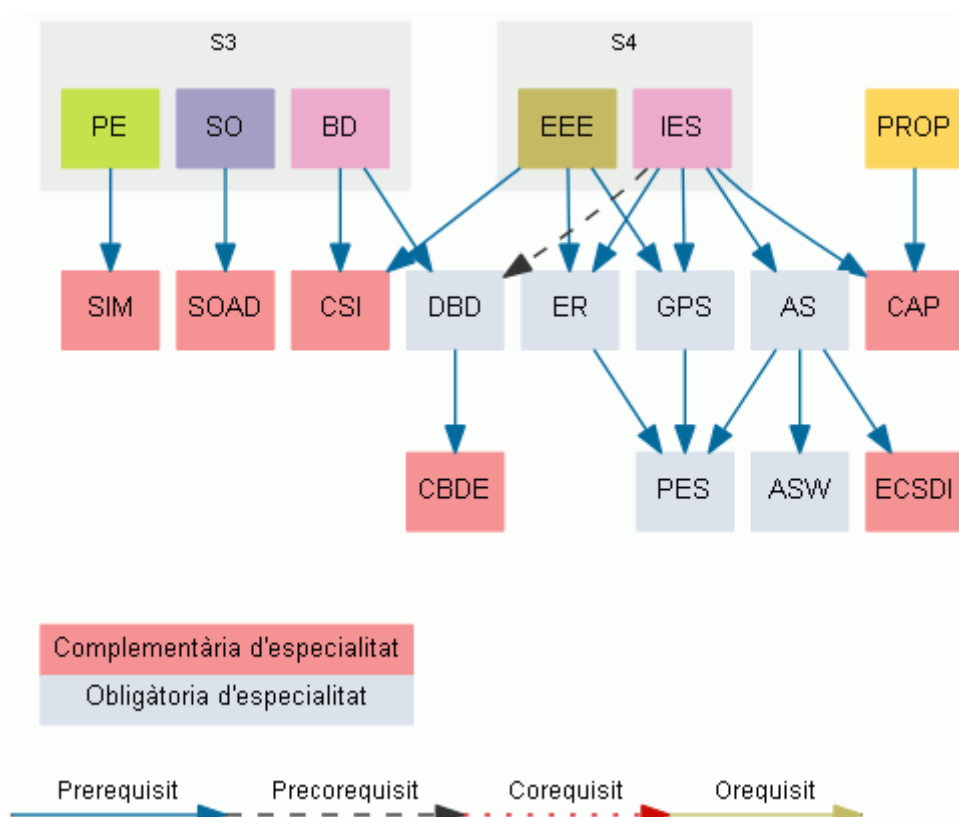 S3 S4
PE SO BD EEE IES PROP
SIM SOAD CSI DBD ER GPS AS CAP
CBDE PES ASW ECSDI
Complementària d'especialitat
Obligàtoria d'especialitat
Prerequisit Precorequisit Corequisit Orequisit